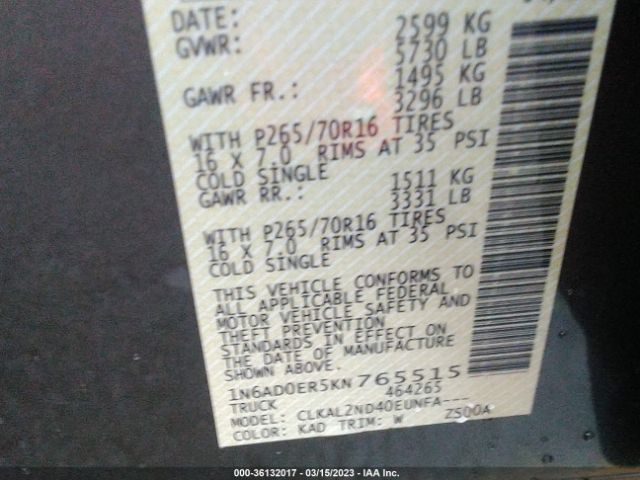 DATE:
2599 KG
GVWR: 5730 LB
1495 KG
GAWR FR.: 3296 LB
WITH P265/70R16 TIRES
16 X 7.0 RIMS AT 35 PSI
COLD SINGLE
1511 KG
GAWR RR.: 3331 LB
WITH P265/70R16 TIRES
16 X 7.0 RIMS AT 35 PSI
COLD SINGLE
THIS VEHICLE CONFORMS TO
ALL APPLICABLE FEDERAL
MOTOR VEHICLE SAFETY AND
THEFT PREVENTION
STANDARDS IN EFFECT ON
THE DATE OF MANUFACTURE
SHOWN ABOVE.
1N6AD0ER5KN765515
TRUCK 464265
MODEL: CLKAL2ND40EUNFA---
COLOR: KAD TRIM: W ZS00A
000-36132017 - 03/15/2023 - IAA Inc.